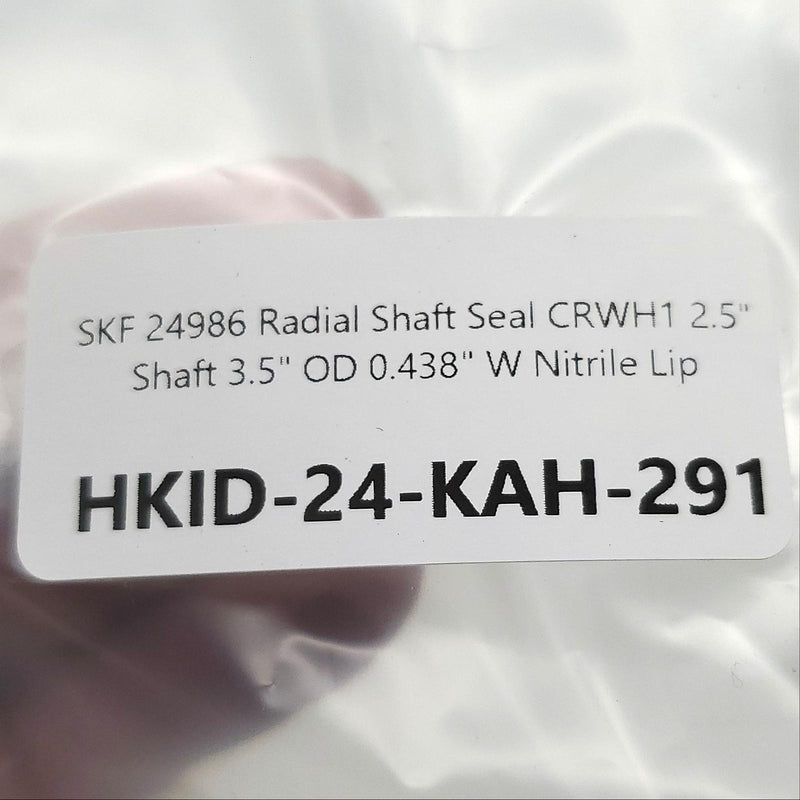 SKF 24986 Radial Shaft Seal CRWH1 2.5"
Shaft 3.5" OD 0.438" W Nitrile Lip
HKID-24-KAH-291